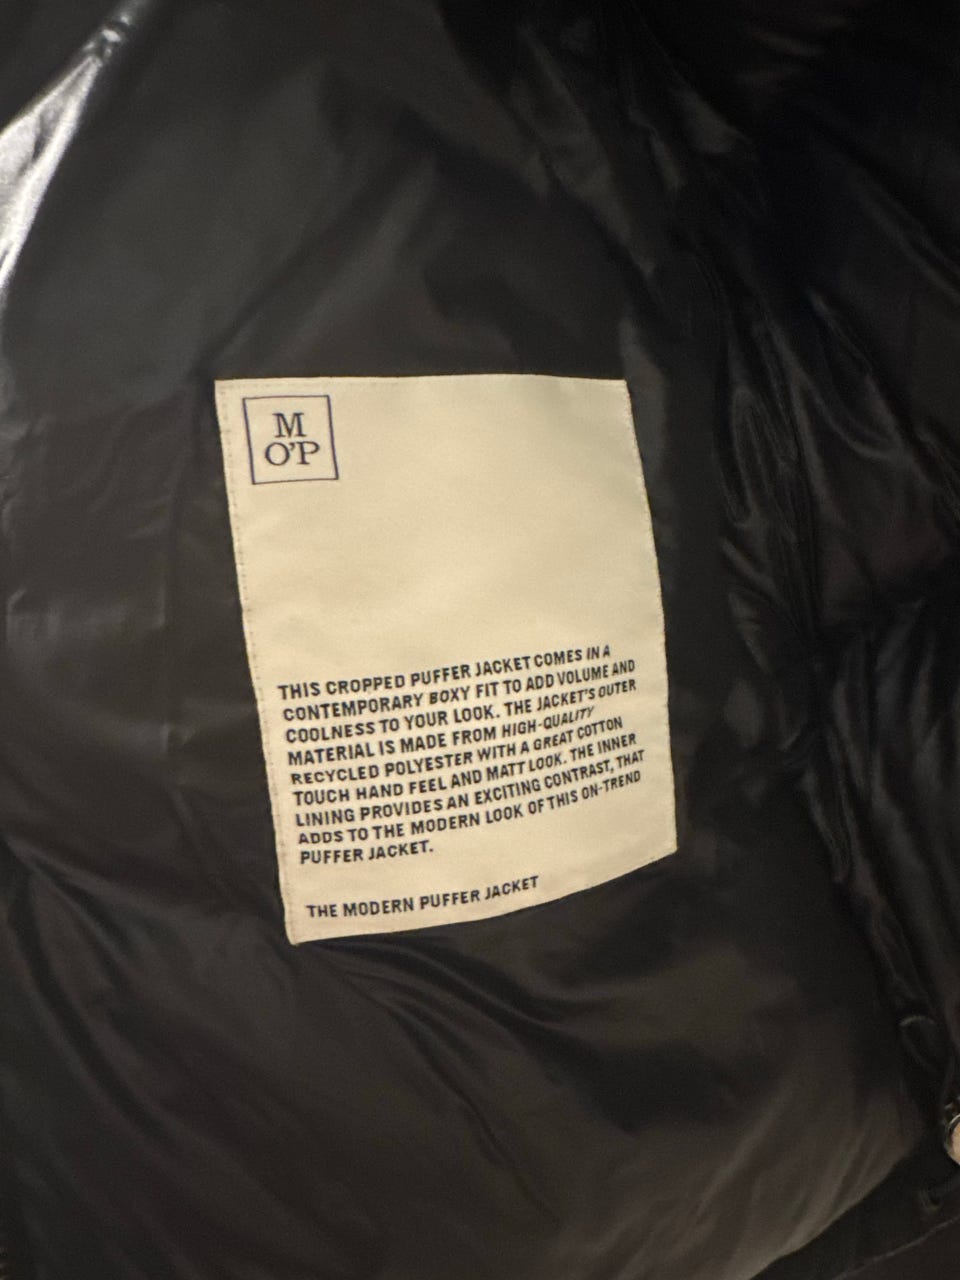 M
O'P
THIS CROPPED PUFFER JACKET COMES IN A
CONTEMPORARY BOXY FIT TO ADD VOLUME AND
COOLNESS TO YOUR LOOK. THE JACKET'S OUTER
MATERIAL IS MADE FROM HIGH-QUALITY
RECYCLED POLYESTER WITH A GREAT COTTON
TOUCH HAND FEEL AND MATT LOOK. THE INNER
LINING PROVIDES AN EXCITING CONTRAST, THAT
ADDS TO THE MODERN LOOK OF THIS ON-TREND
PUFFER JACKET.
THE MODERN PUFFER JACKET